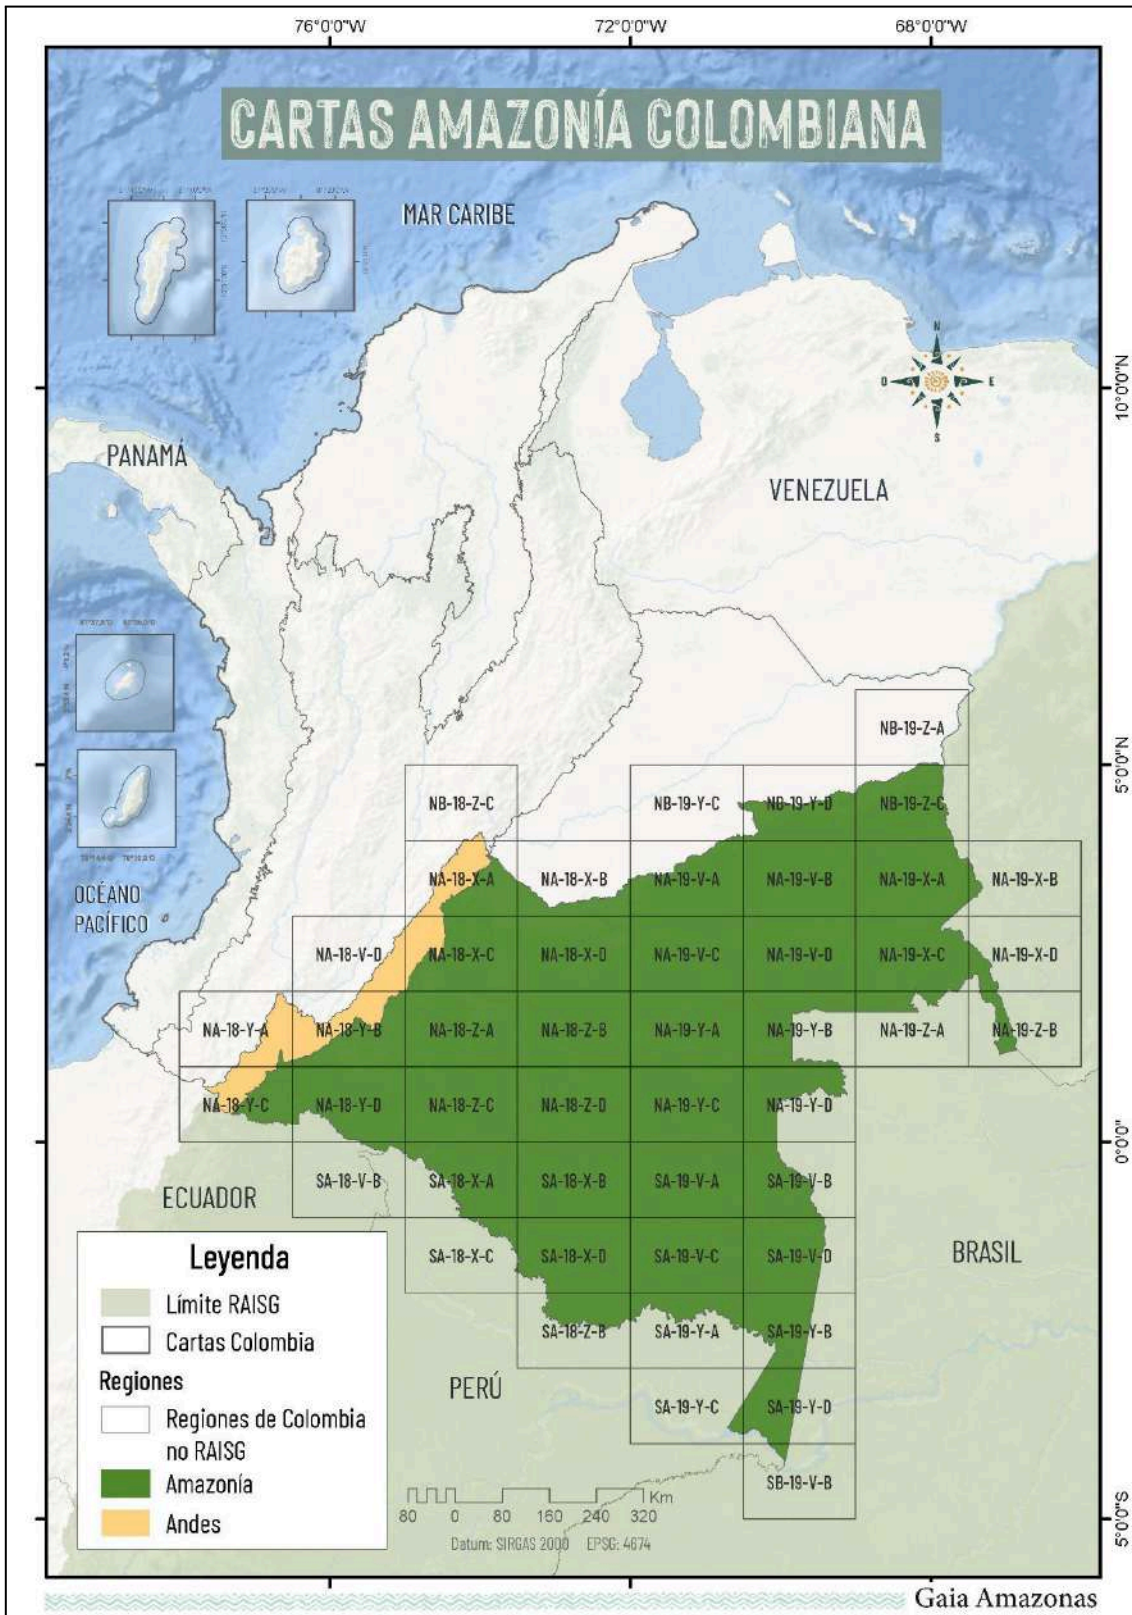 76°0'0"W 72°0'0"W 68°0'0"W
CARTAS AMAZONÍA COLOMBIANA
MAR CARIBE
N
O E
S
10°0'0"N
PANAMÁ
VENEZUELA
NB-19-Z-A
5°0'0"N
NB-18-Z-C NB-19-Y-C NB-19-Y-D NB-19-Z-C
NA-18-X-A NA-18-X-B NA-19-V-A NA-19-V-B NA-19-X-A NA-19-X-B
OCÉANO
PACÍFICO
NA-18-V-D NA-18-X-C NA-18-X-D NA-19-V-C NA-19-V-D NA-19-X-C NA-19-X-D
NA-18-Y-A NA-18-Y-B NA-18-Z-A NA-18-Z-B NA-19-Y-A NA-19-Y-B NA-19-Z-A NA-19-Z-B
NA-18-Y-C NA-18-Y-D NA-18-Z-C NA-18-Z-D NA-19-Y-C NA-19-Y-D
0°0'0"
ECUADOR
SA-18-V-B SA-18-X-A SA-18-X-B SA-19-V-A SA-19-V-B
SA-18-X-C SA-18-X-D SA-19-V-C SA-19-V-D
BRASIL
SA-18-Z-B SA-19-Y-A SA-19-Y-B
PERÚ
SA-19-Y-C SA-19-Y-D
SB-19-V-B
5°0'0"S
Leyenda
Límite RAISG
Cartas Colombia
Regiones
Regiones de Colombia
no RAISG
Amazonía
Andes
Km
80 0 80 160 240 320
Datum: SIRGAS 2000 EPSG: 4674
Gaia Amazonas